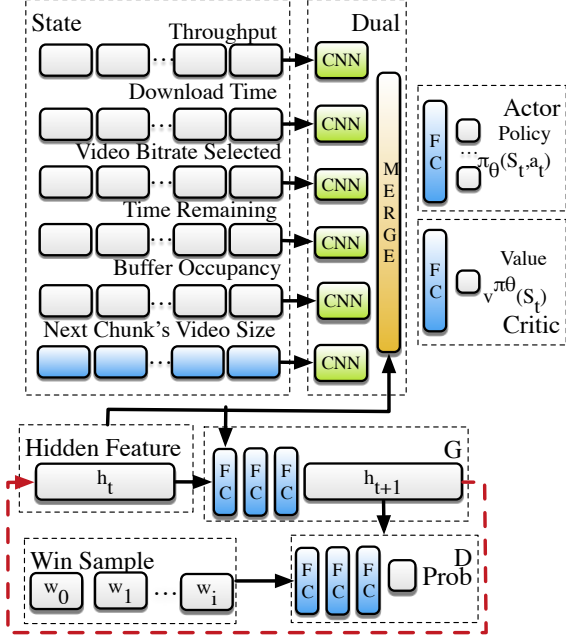 State
Dual
Throughput
... CNN
Download Time
... CNN
Video Bitrate Selected
... CNN
Time Remaining
... CNN
Buffer Occupancy
... CNN
Next Chunk's Video Size
... CNN
MERGE
Actor
FC
Policy
...
πθ(St,at)
FC
Value
vπθ(St)
Critic
Hidden Feature
ht
G
FC FC FC
ht+1
Win Sample
w0 w1 ... wi
D
FC FC FC
Prob